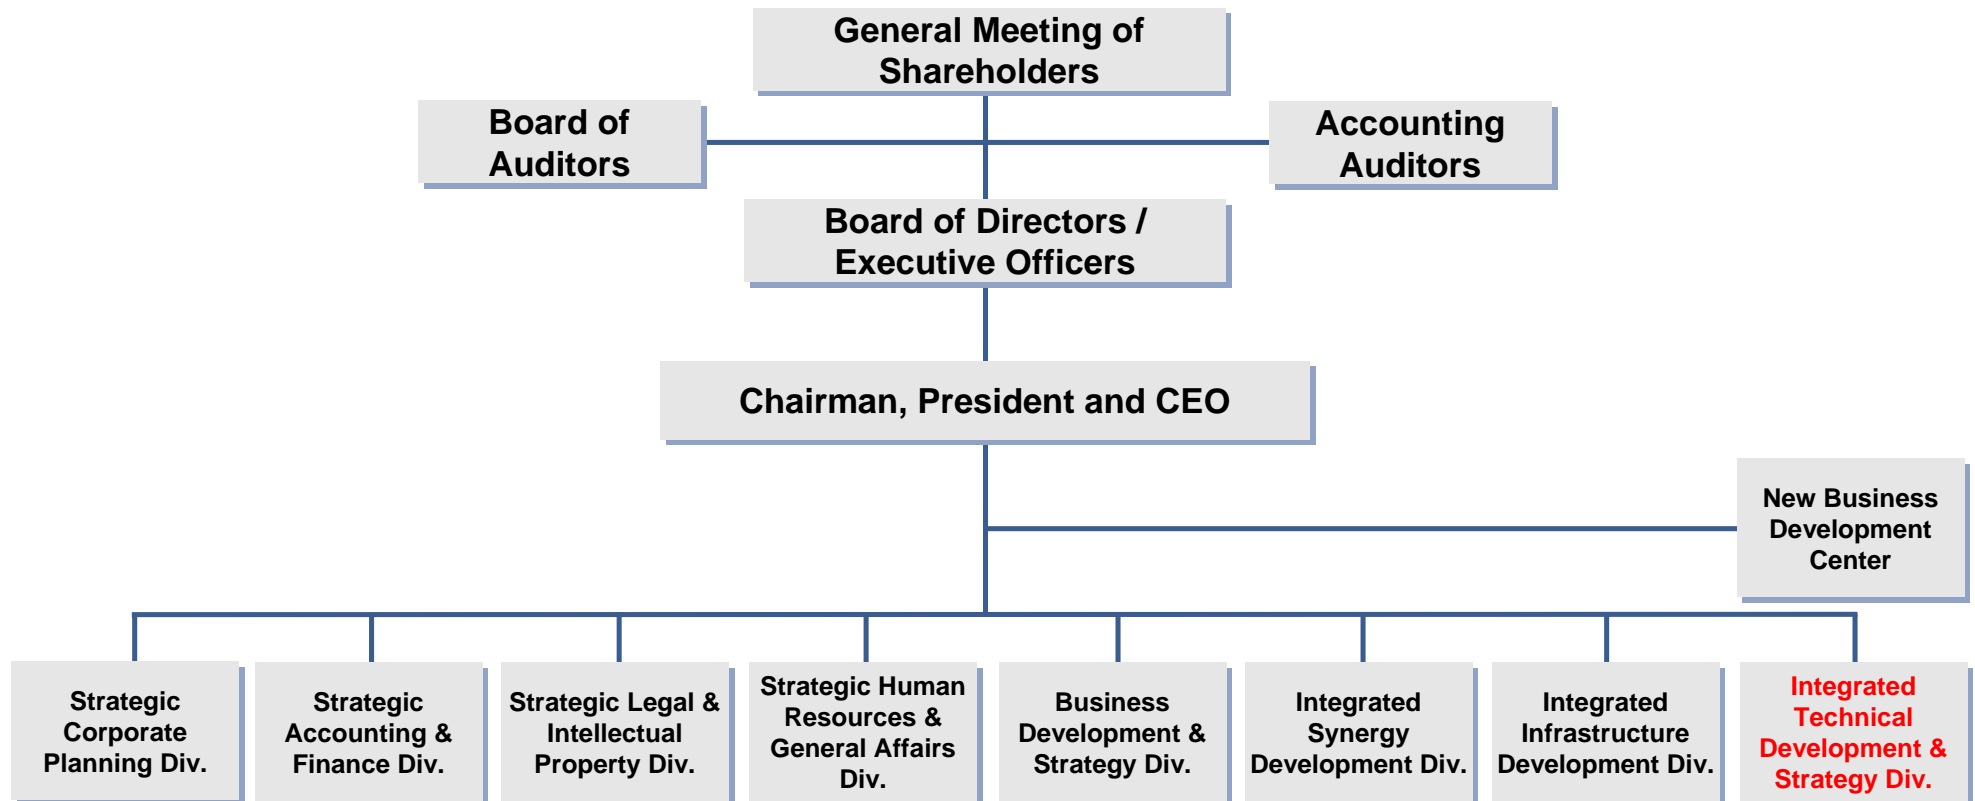 General Meeting of
Shareholders
Board of
Auditors
Accounting
Auditors
Board of Directors /
Executive Officers
Chairman, President and CEO
New Business
Development
Center
Strategic
Corporate
Planning Div.
Strategic
Accounting &
Finance Div.
Strategic Legal &
Intellectual
Property Div.
Strategic Human
Resources &
General Affairs
Div.
Business
Development &
Strategy Div.
Integrated
Synergy
Development Div.
Integrated
Infrastructure
Development Div.
Integrated
Technical
Development &
Strategy Div.